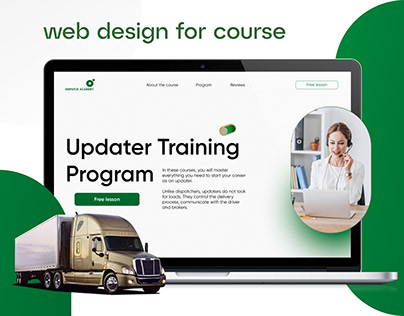 web design for course
DISPATCH ACADEMY
About the course Program Reviews Free lesson
Updater Training
Program
In these courses, you will master
everything you need to start your career
as an updater.
Unlike dispatchers, updaters do not look
for loads. They control the delivery
process, communicate with the driver
and brokers.
Free lesson